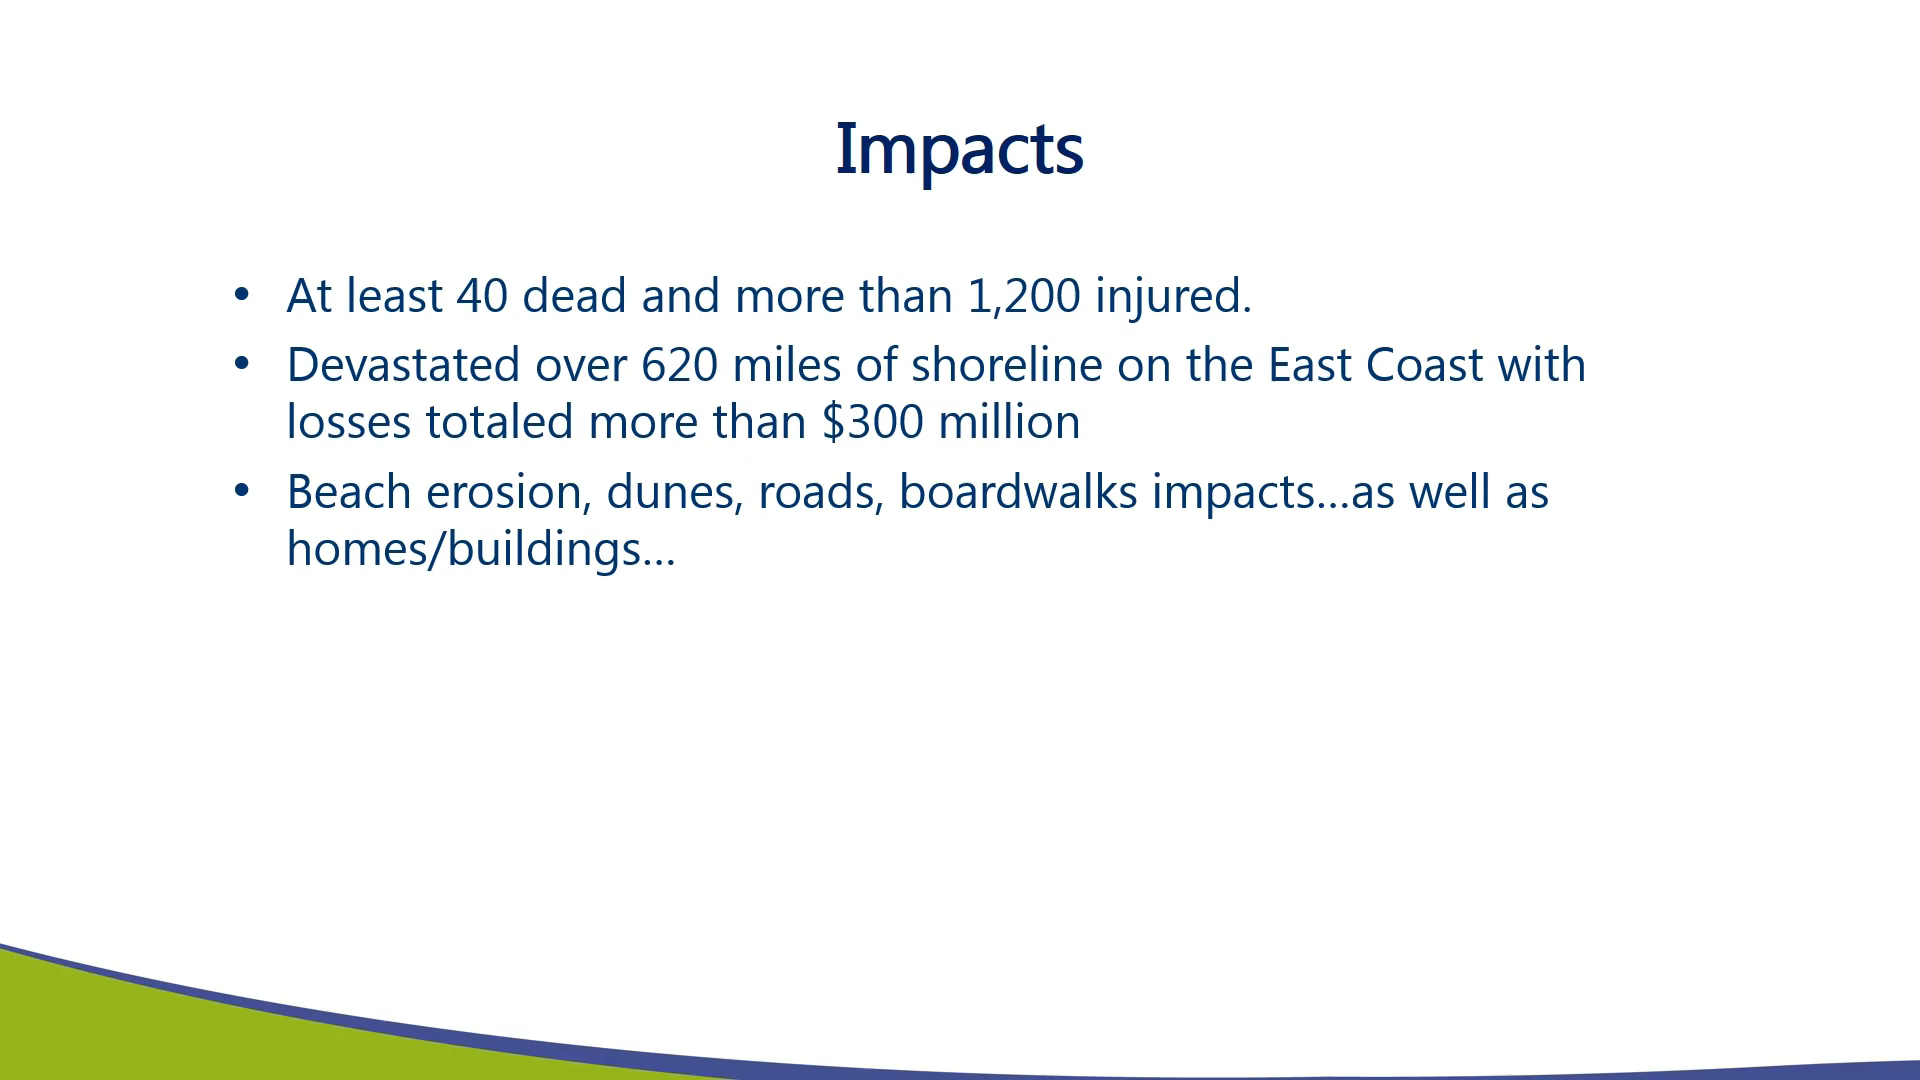 Impacts
• At least 40 dead and more than 1,200 injured.
• Devastated over 620 miles of shoreline on the East Coast with
losses totaled more than $300 million
• Beach erosion, dunes, roads, boardwalks impacts...as well as
homes/buildings...